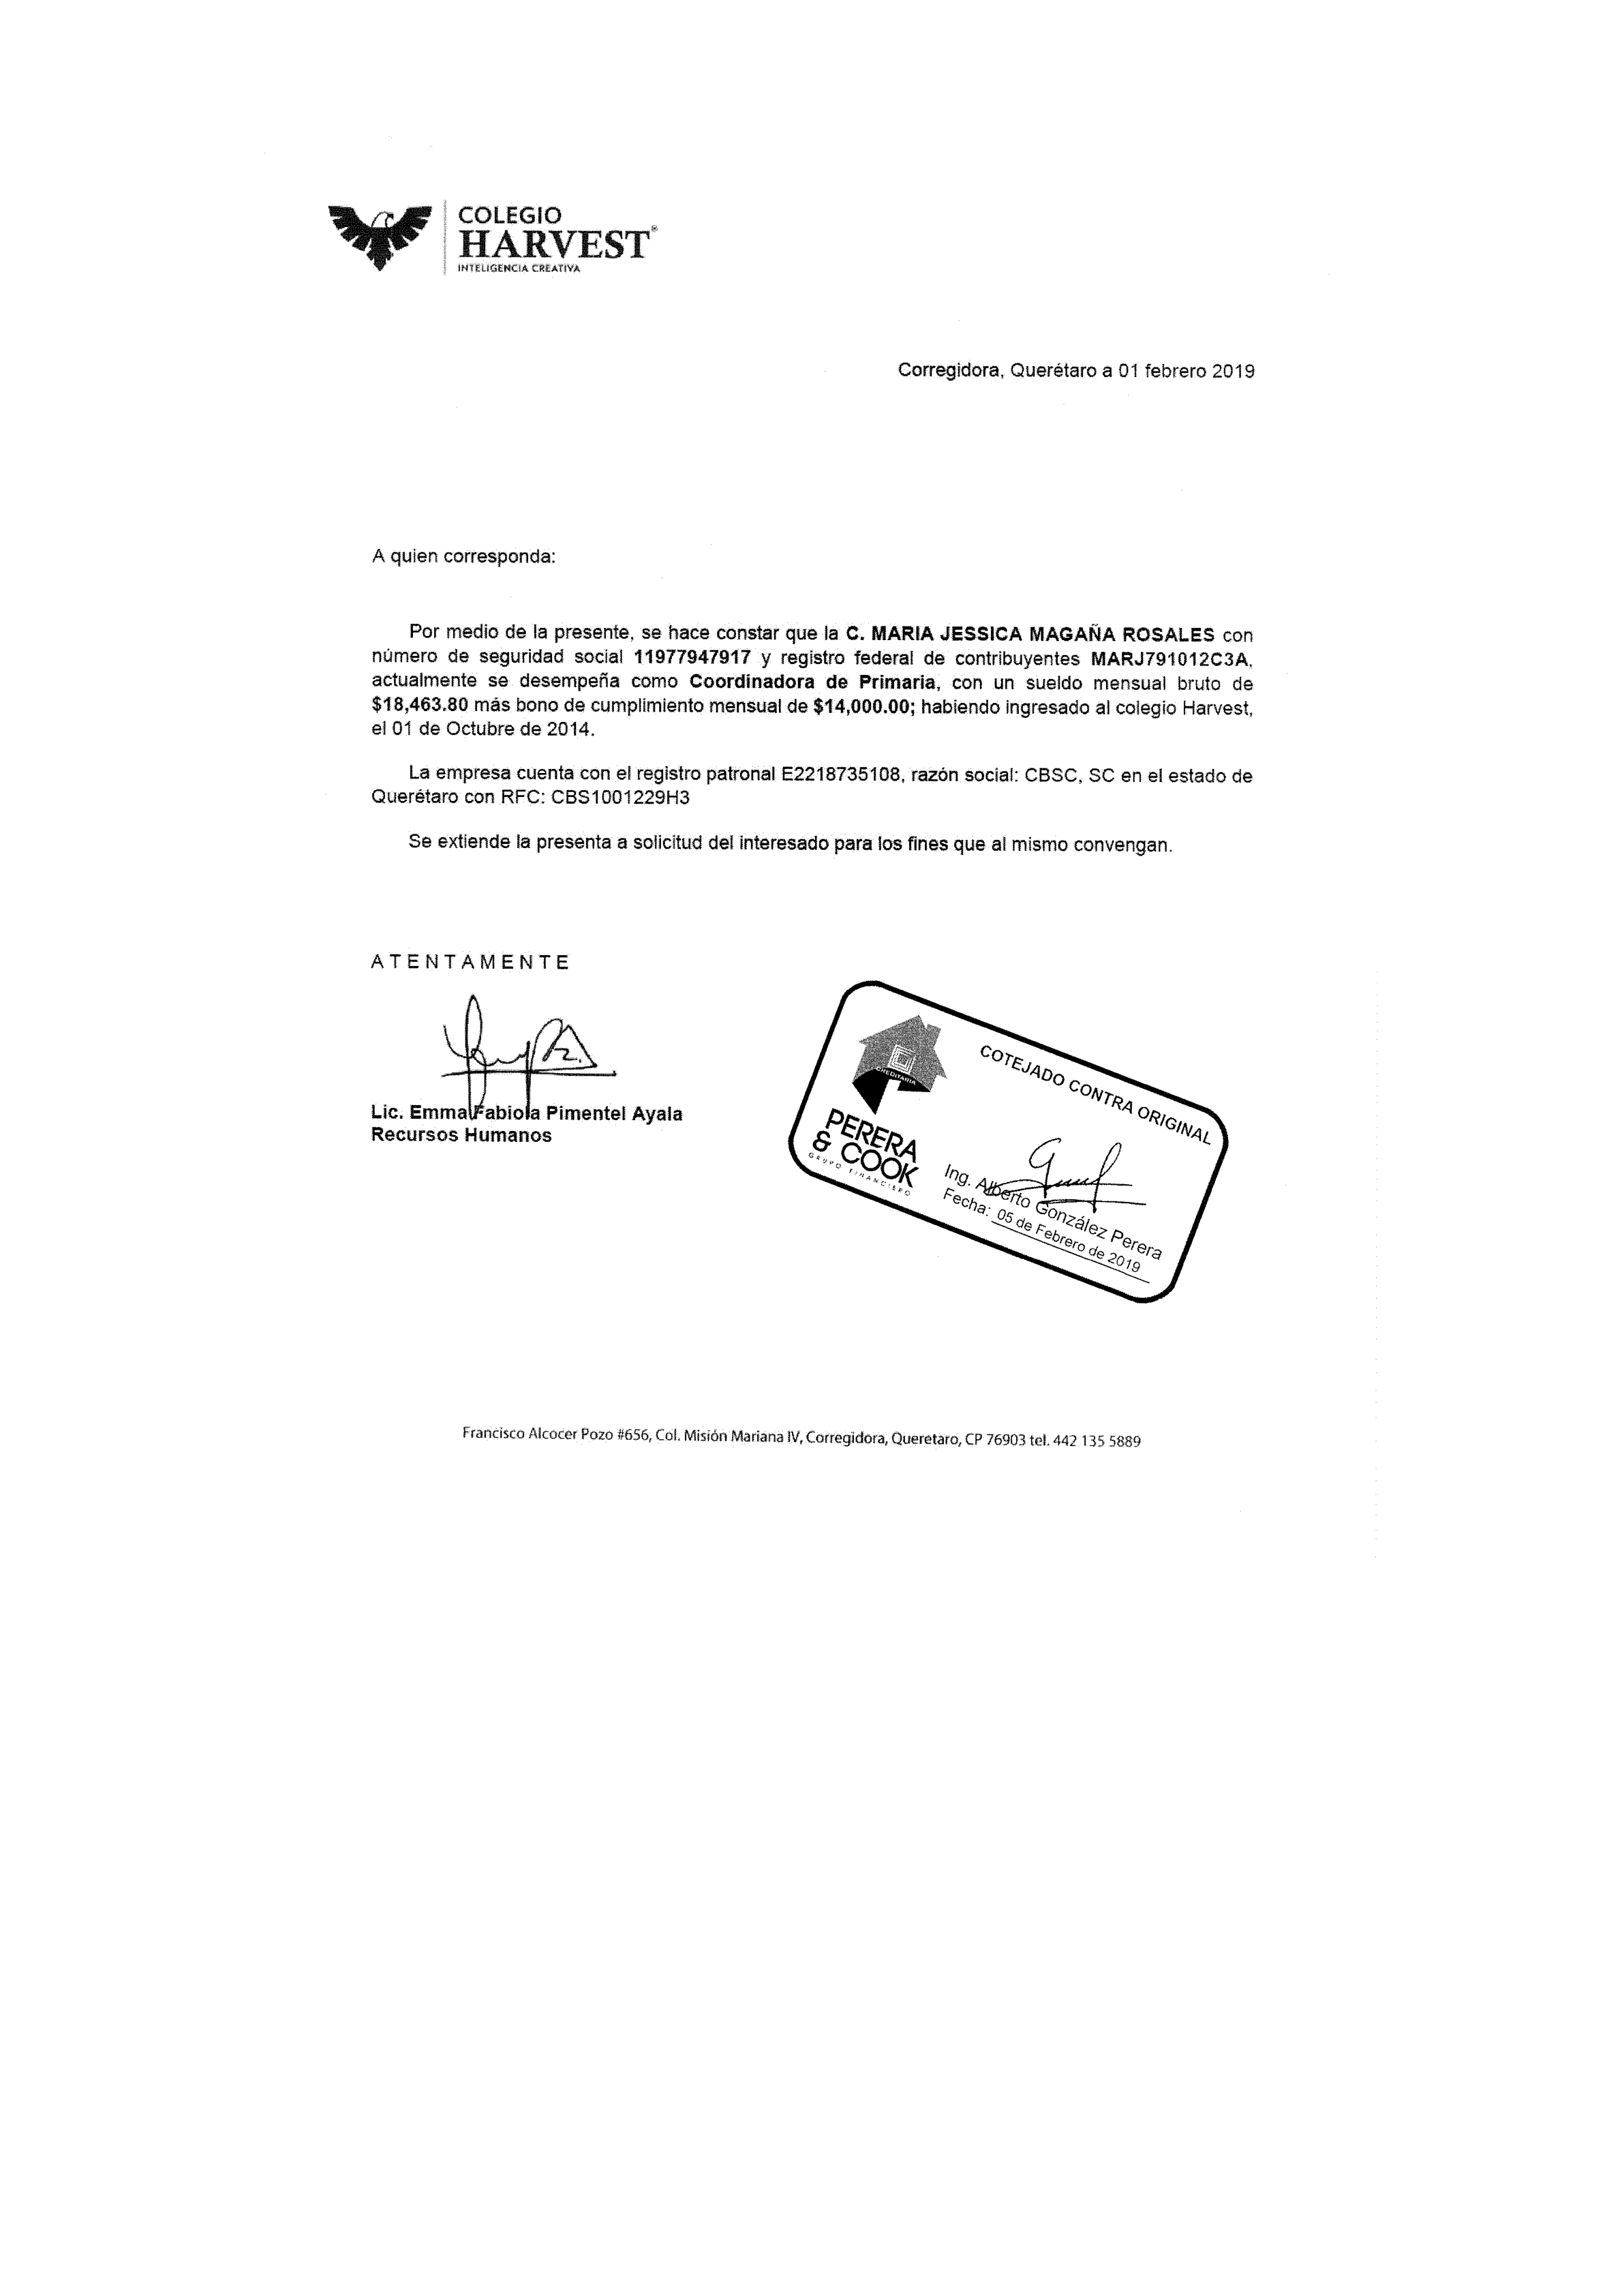 COLEGIO
HARVEST®
INTELIGENCIA CREATIVA
Corregidora, Querétaro a 01 febrero 2019
A quien corresponda:
Por medio de la presente, se hace constar que la C. MARIA JESSICA MAGAÑA ROSALES con
número de seguridad social 11977947917 y registro federal de contribuyentes MARJ791012C3A,
actualmente se desempeña como Coordinadora de Primaria, con un sueldo mensual bruto de
$18,463.80 más bono de cumplimiento mensual de $14,000.00; habiendo ingresado al colegio Harvest,
el 01 de Octubre de 2014.
La empresa cuenta con el registro patronal E2218735108, razón social: CBSC, SC en el estado de
Querétaro con RFC: CBS1001229H3
Se extiende la presenta a solicitud del interesado para los fines que al mismo convengan.
ATENTAMENTE
Lic. Emma Fabiola Pimentel Ayala
Recursos Humanos
COTEJADO CONTRA ORIGINAL
CREDITARIA
PERERA
& COOK
GRUPO FINANCIERO
Ing. Alberto González Perera
Fecha: 05 de Febrero de 2019
Francisco Alcocer Pozo #656, Col. Misión Mariana IV, Corregidora, Queretaro, CP 76903 tel. 442 135 5889